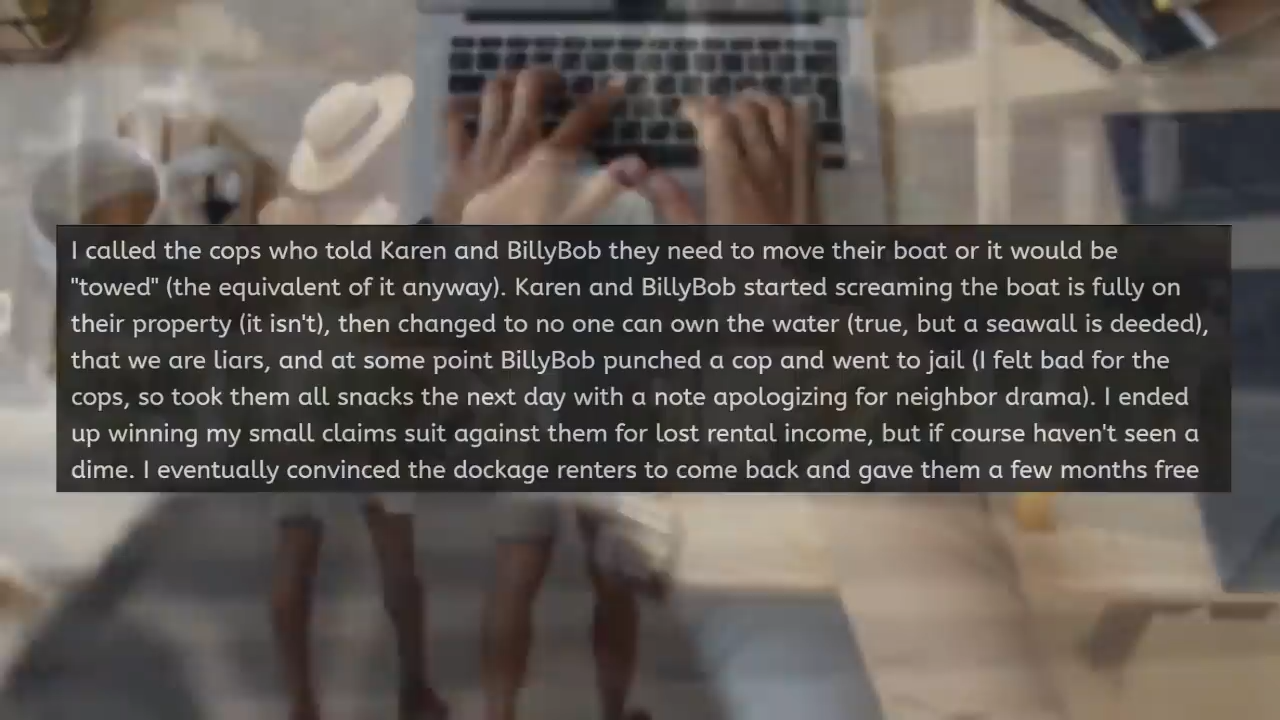 I called the cops who told Karen and BillyBob they need to move their boat or it would be
"towed" (the equivalent of it anyway). Karen and BillyBob started screaming the boat is fully on
their property (it isn't), then changed to no one can own the water (true, but a seawall is deeded),
that we are liars, and at some point BillyBob punched a cop and went to jail (I felt bad for the
cops, so took them all snacks the next day with a note apologizing for neighbor drama). I ended
up winning my small claims suit against them for lost rental income, but if course haven't seen a
dime. I eventually convinced the dockage renters to come back and gave them a few months free